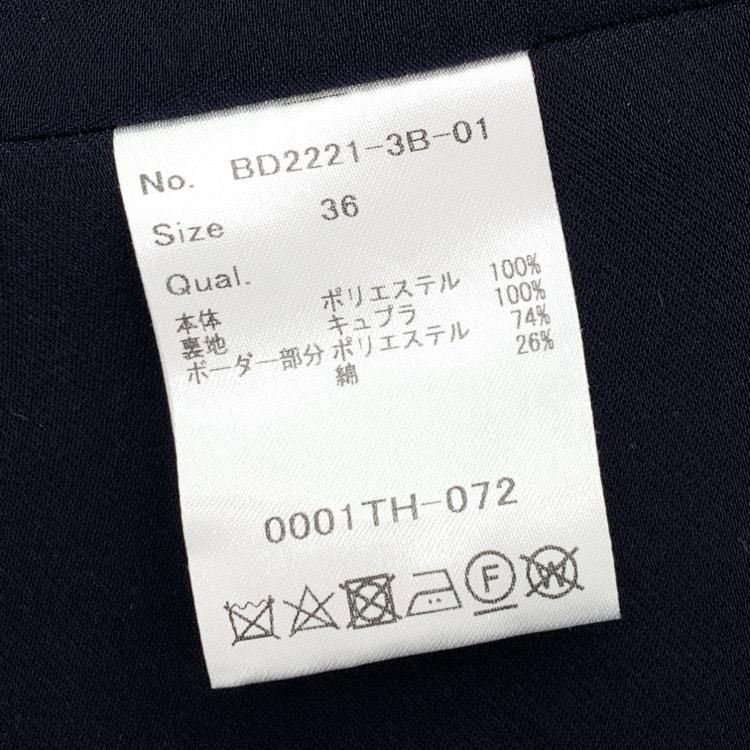 No. BD2221-3B-01
Size 36
Qual.
本体 ポリエステル 100%
裏地 キュプラ 100%
ボーダー部分 ポリエステル 74%
綿 26%
0001TH-072
F W